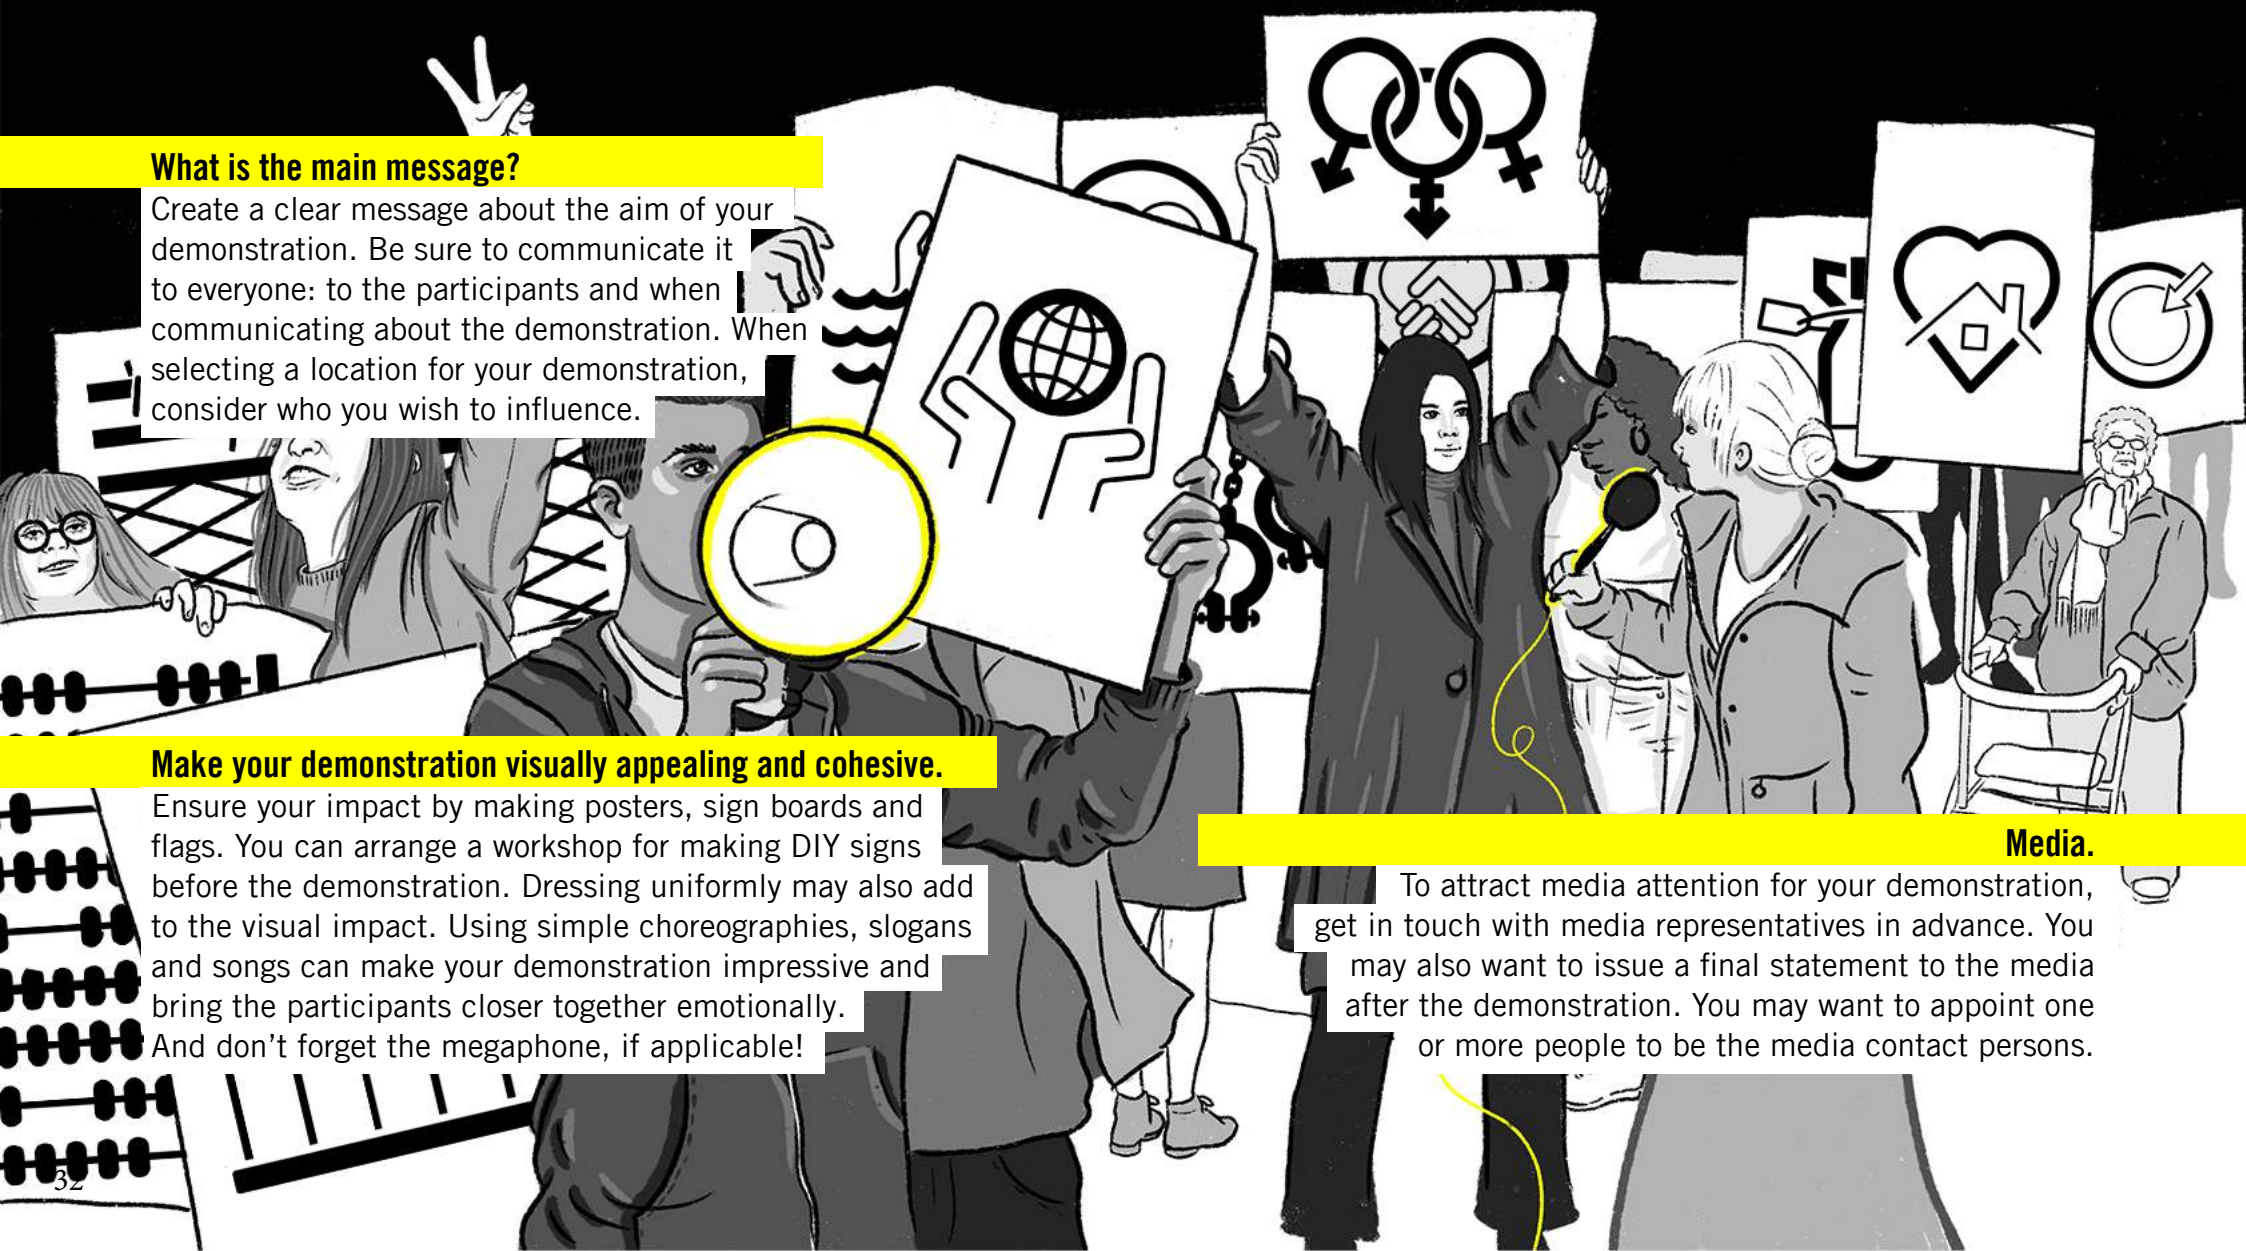 What is the main message?
Create a clear message about the aim of your
demonstration. Be sure to communicate it
to everyone: to the participants and when
communicating about the demonstration. When
selecting a location for your demonstration,
consider who you wish to influence.
Make your demonstration visually appealing and cohesive.
Ensure your impact by making posters, sign boards and
flags. You can arrange a workshop for making DIY signs
before the demonstration. Dressing uniformly may also add
to the visual impact. Using simple choreographies, slogans
and songs can make your demonstration impressive and
bring the participants closer together emotionally.
And don’t forget the megaphone, if applicable!
Media.
To attract media attention for your demonstration,
get in touch with media representatives in advance. You
may also want to issue a final statement to the media
after the demonstration. You may want to appoint one
or more people to be the media contact persons.
32